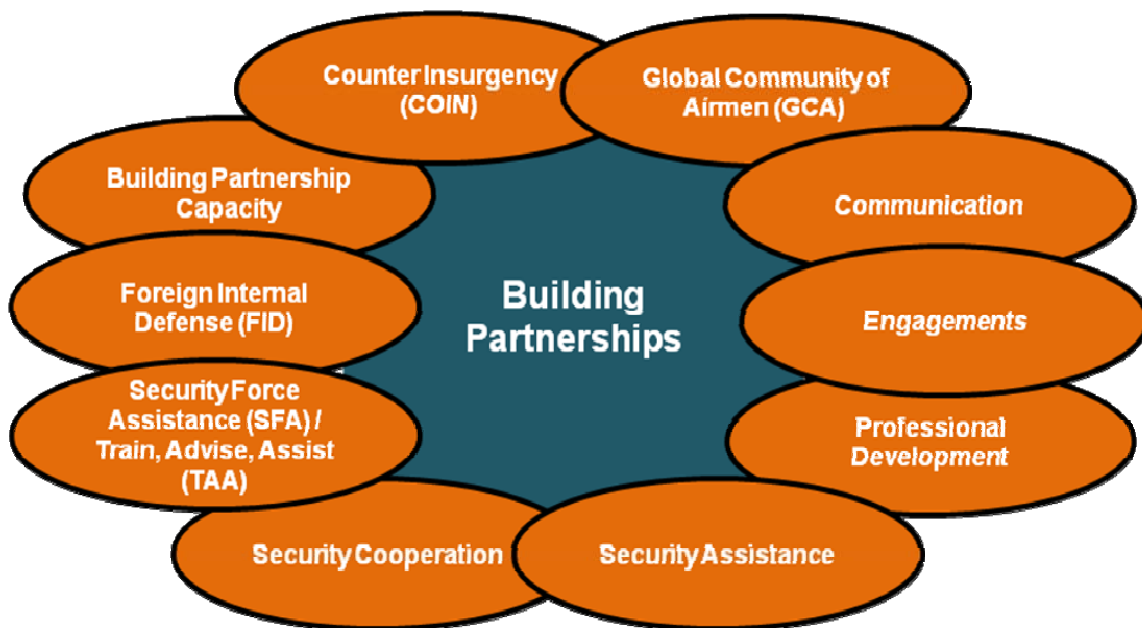 Counter Insurgency
(COIN)
Global Community of
Airmen (GCA)
Building Partnership
Capacity
Communication
Foreign Internal
Defense (FID)
Building
Partnerships
Engagements
Security Force
Assistance (SFA) /
Train, Advise, Assist
(TAA)
Professional
Development
Security Cooperation
Security Assistance